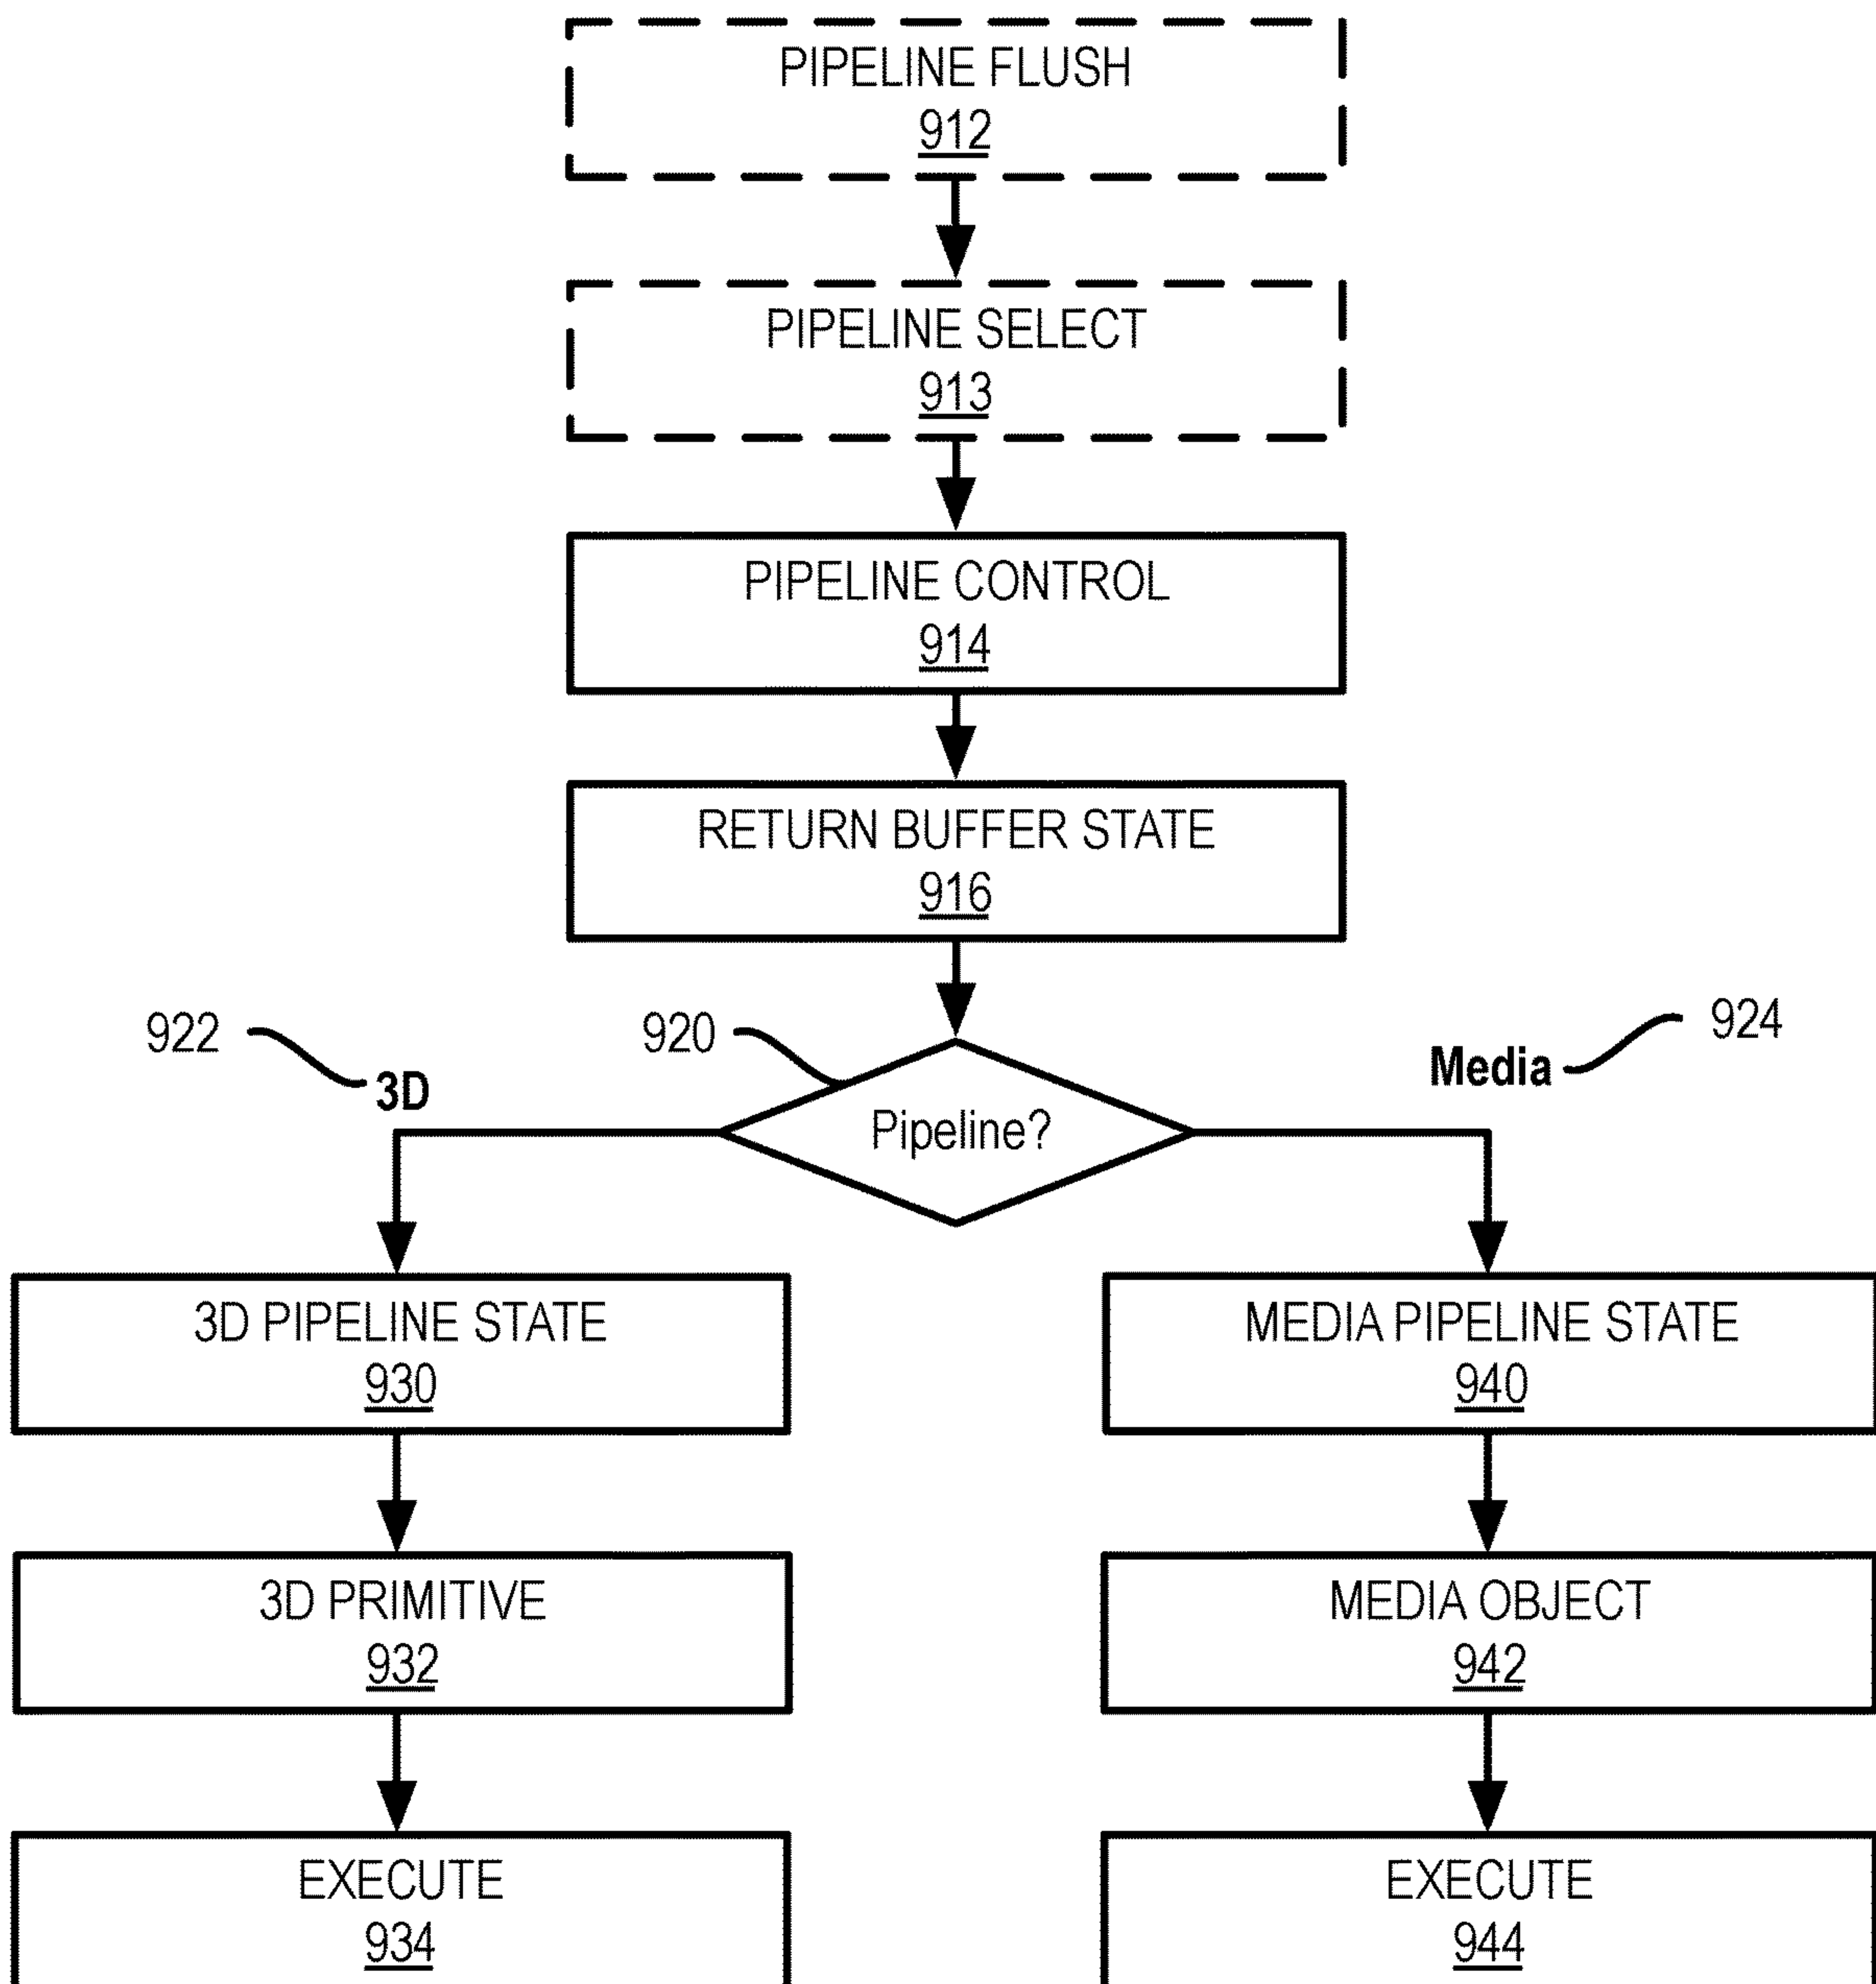 PIPELINE FLUSH
912
PIPELINE SELECT
913
PIPELINE CONTROL
914
RETURN BUFFER STATE
916
922
920
924
3D
Media
Pipeline?
3D PIPELINE STATE
930
MEDIA PIPELINE STATE
940
3D PRIMITIVE
932
MEDIA OBJECT
942
EXECUTE
934
EXECUTE
944